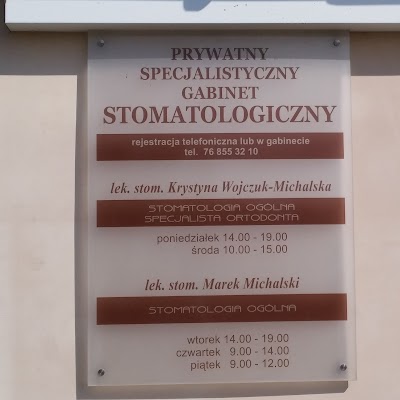 PRYWATNY
SPECJALISTYCZNY
GABINET
STOMATOLOGICZNY
rejestracja telefoniczna lub w gabinecie
tel. 76 855 32 10
lek. stom. Krystyna Wojczuk-Michalska
STOMATOLOGIA OGÓLNA
SPECJALISTA ORTODONTA
poniedziałek 14.00 - 19.00
środa 10.00 - 15.00
lek. stom. Marek Michalski
STOMATOLOGIA OGÓLNA
wtorek 14.00 - 19.00
czwartek 9.00 - 14.00
piątek 9.00 - 12.00